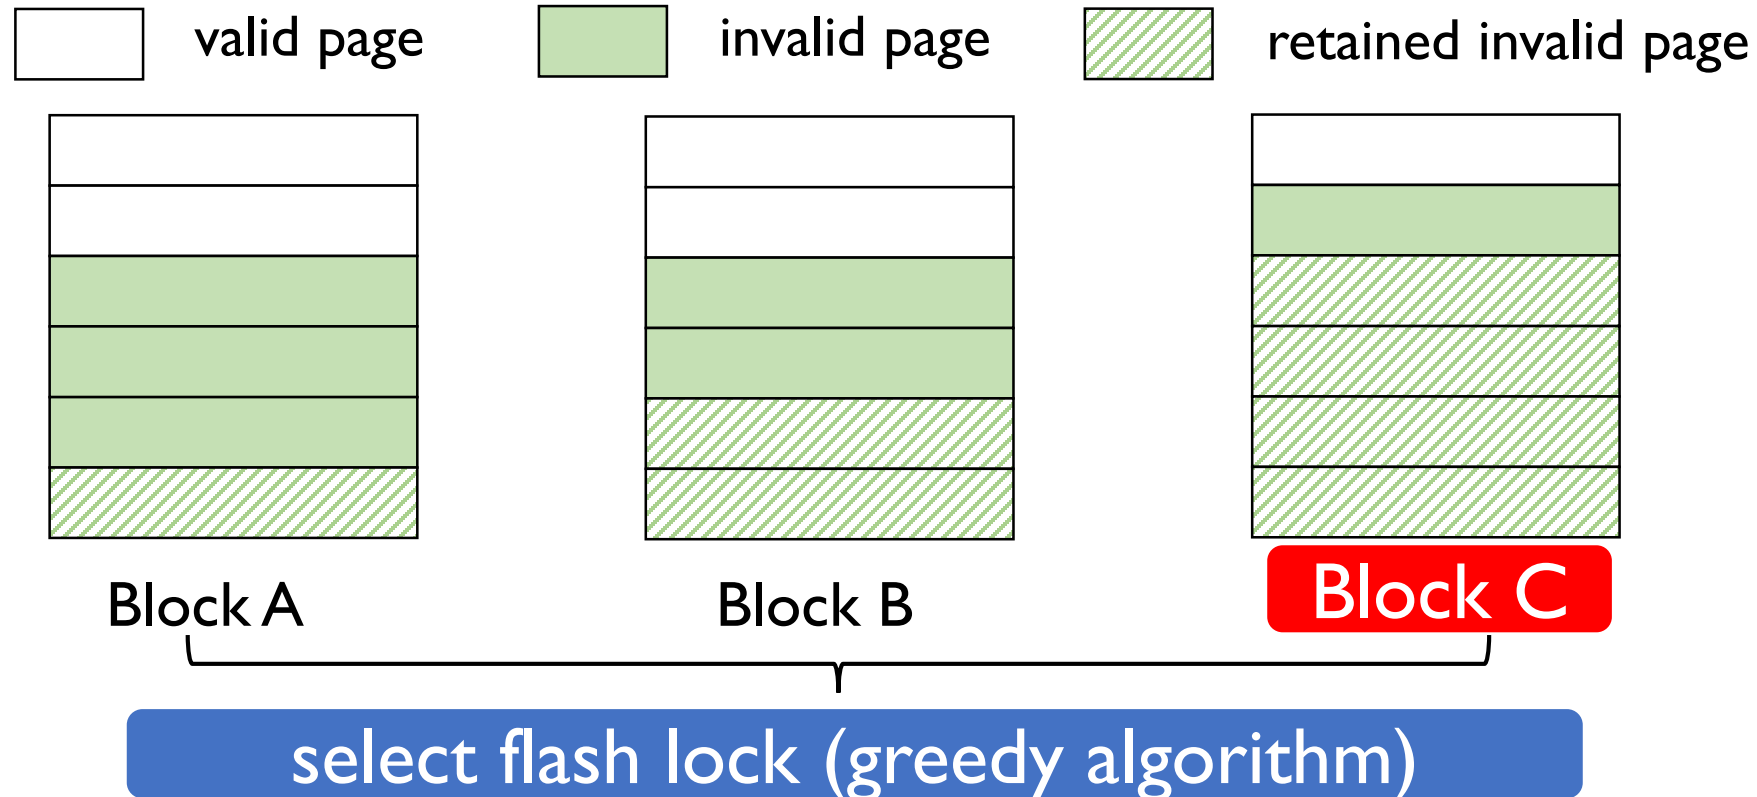 valid page
invalid page
retained invalid page
Block A
Block B
Block C
select flash lock (greedy algorithm)